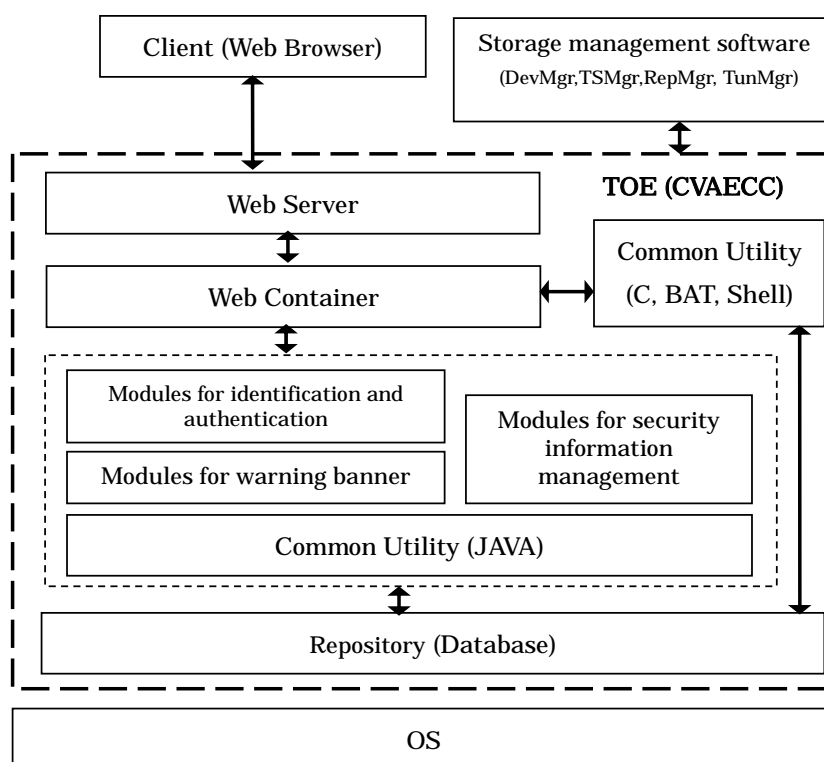 Client (Web Browser)
Storage management software
(DevMgr,TSMgr,RepMgr, TunMgr)
TOE (CVAECC)
Web Server
Common Utility
(C, BAT, Shell)
Web Container
Modules for identification and
authentication
Modules for security
information
management
Modules for warning banner
Common Utility (JAVA)
Repository (Database)
OS